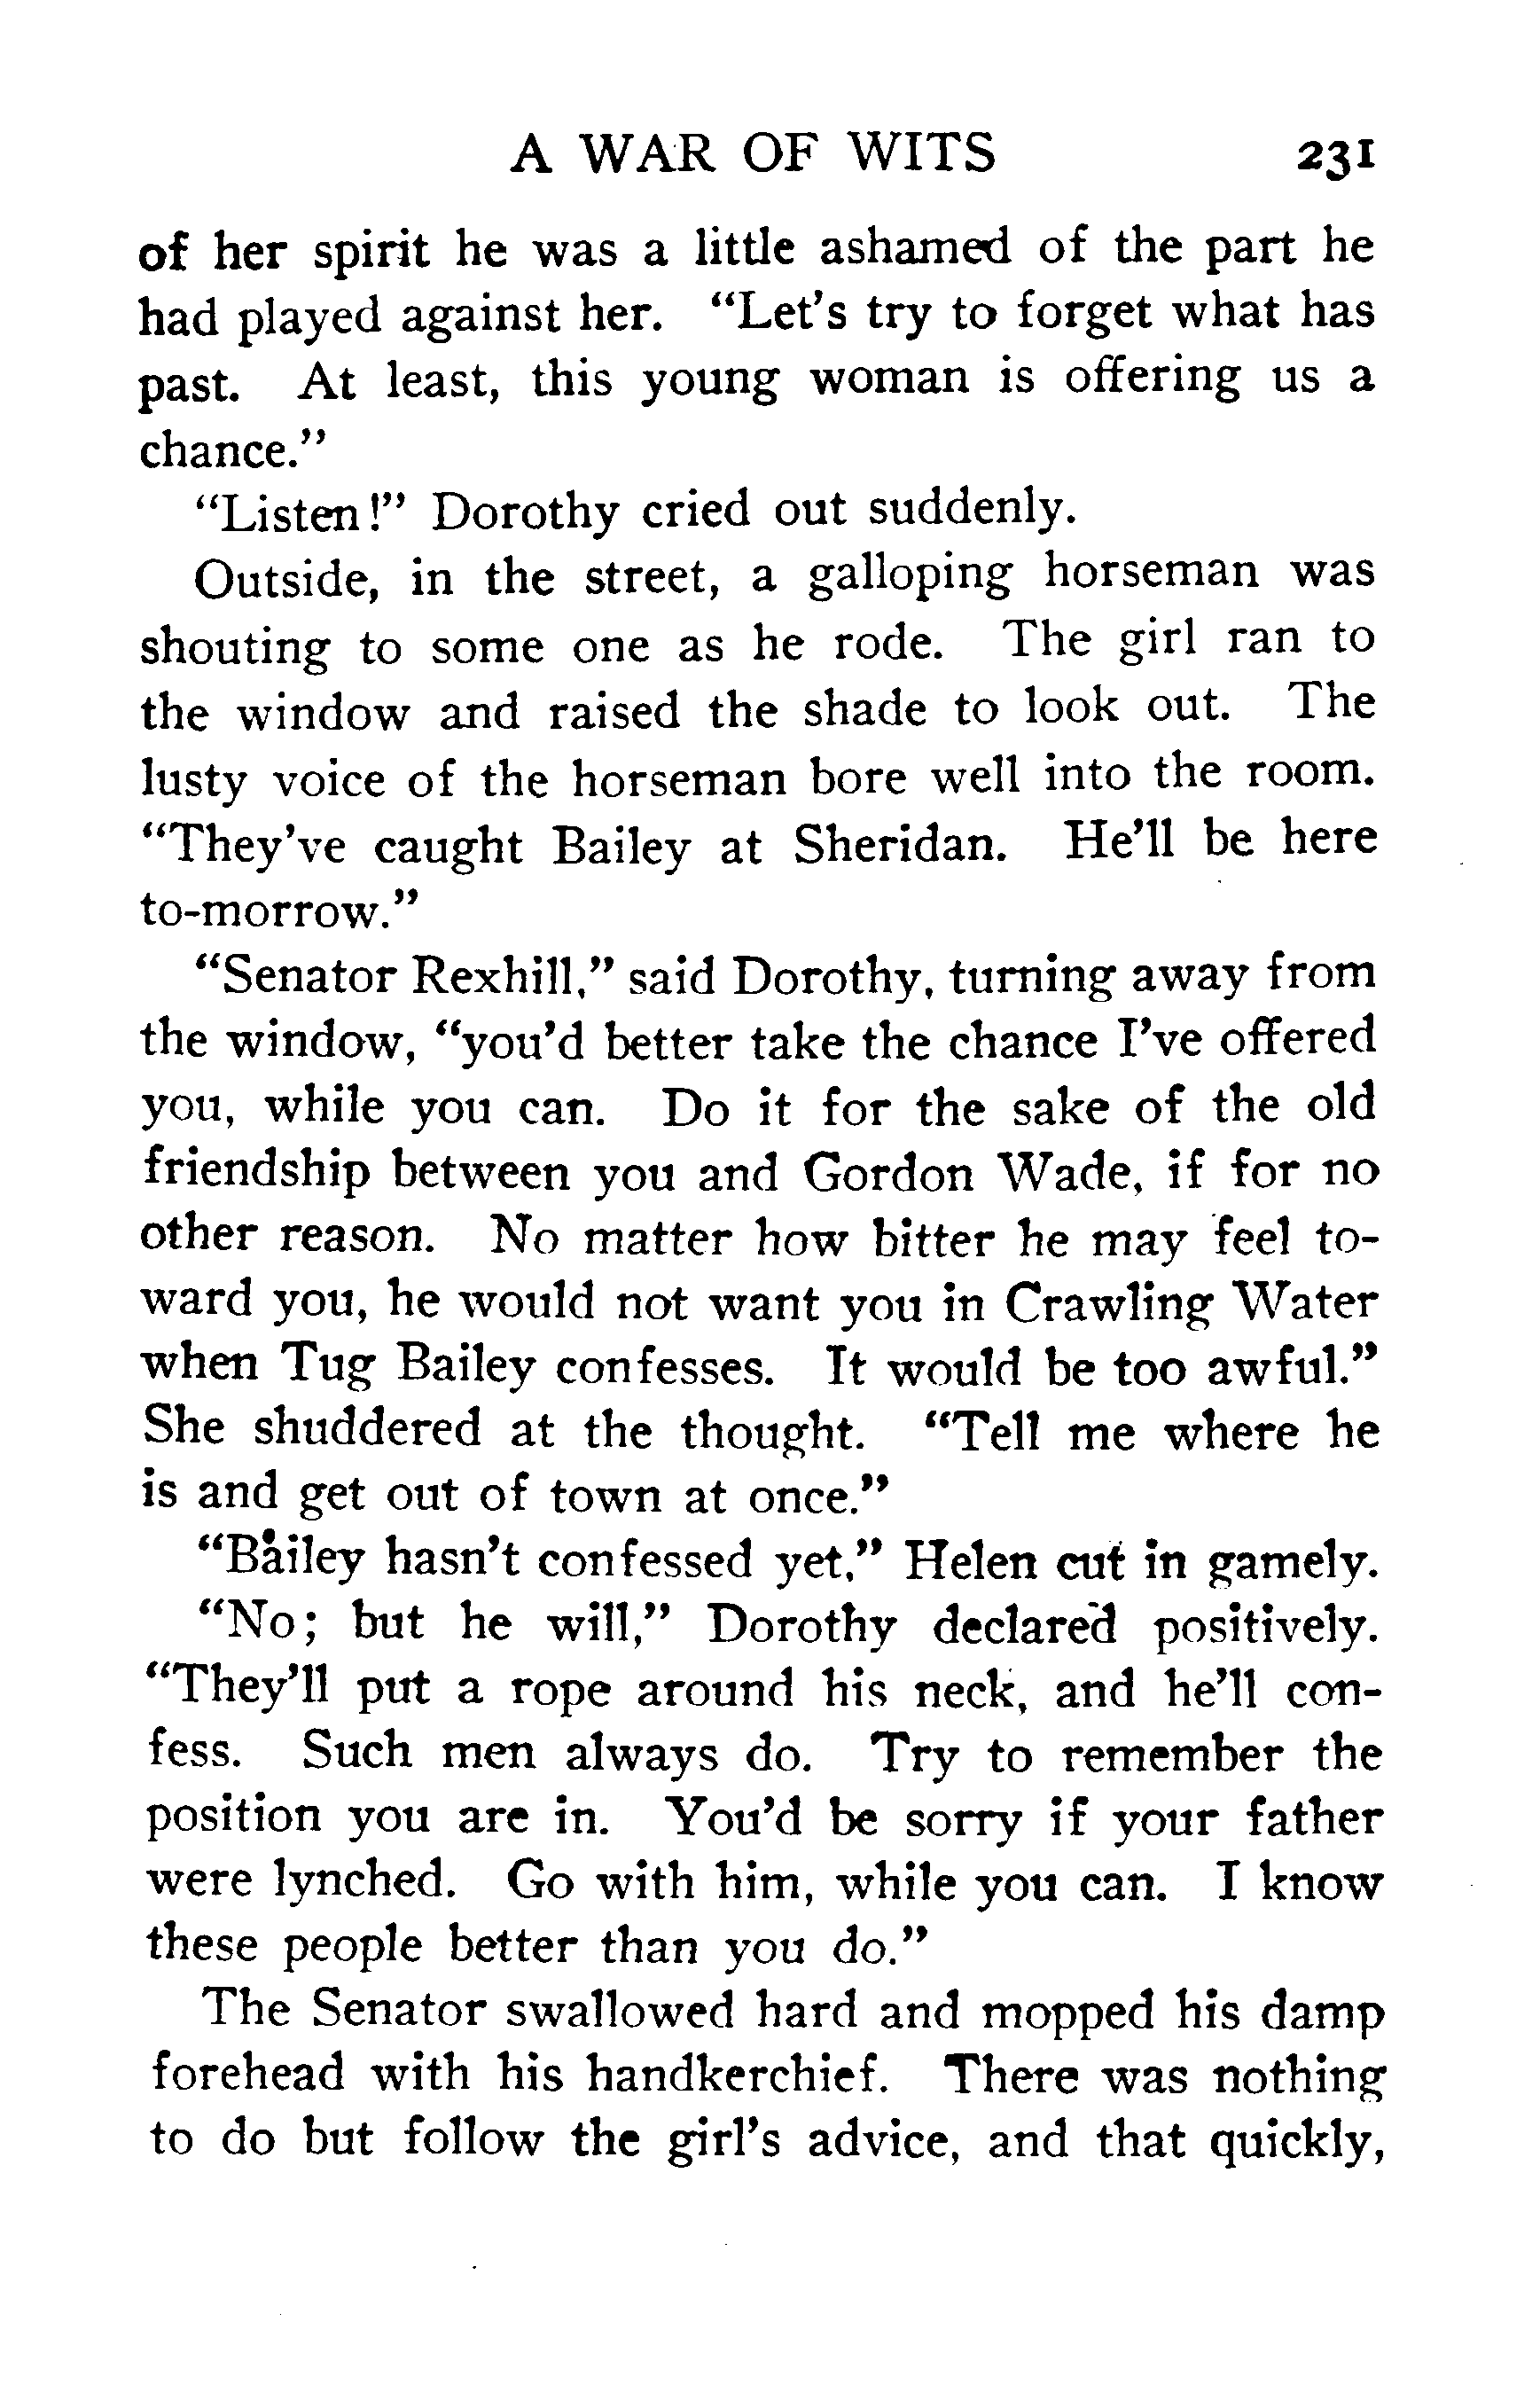 A WAR OF WITS 231
of her spirit he was a little ashamed of the part he
had played against her. "Let's try to forget what has
past. At least, this young woman is offering us a
chance."
"Listen!" Dorothy cried out suddenly.
Outside, in the street, a galloping horseman was
shouting to some one as he rode. The girl ran to
the window and raised the shade to look out. The
lusty voice of the horseman bore well into the room.
"They've caught Bailey at Sheridan. He'll be here
to-morrow."
"Senator Rexhill," said Dorothy, turning away from
the window, "you'd better take the chance I've offered
you, while you can. Do it for the sake of the old
friendship between you and Gordon Wade, if for no
other reason. No matter how bitter he may feel to-
ward you, he would not want you in Crawling Water
when Tug Bailey confesses. It would be too awful."
She shuddered at the thought. "Tell me where he
is and get out of town at once."
"Bailey hasn't confessed yet," Helen cut in gamely.
"No; but he will," Dorothy declared positively.
"They'll put a rope around his neck, and he'll con-
fess. Such men always do. Try to remember the
position you are in. You'd be sorry if your father
were lynched. Go with him, while you can. I know
these people better than you do."
The Senator swallowed hard and mopped his damp
forehead with his handkerchief. There was nothing
to do but follow the girl's advice, and that quickly,